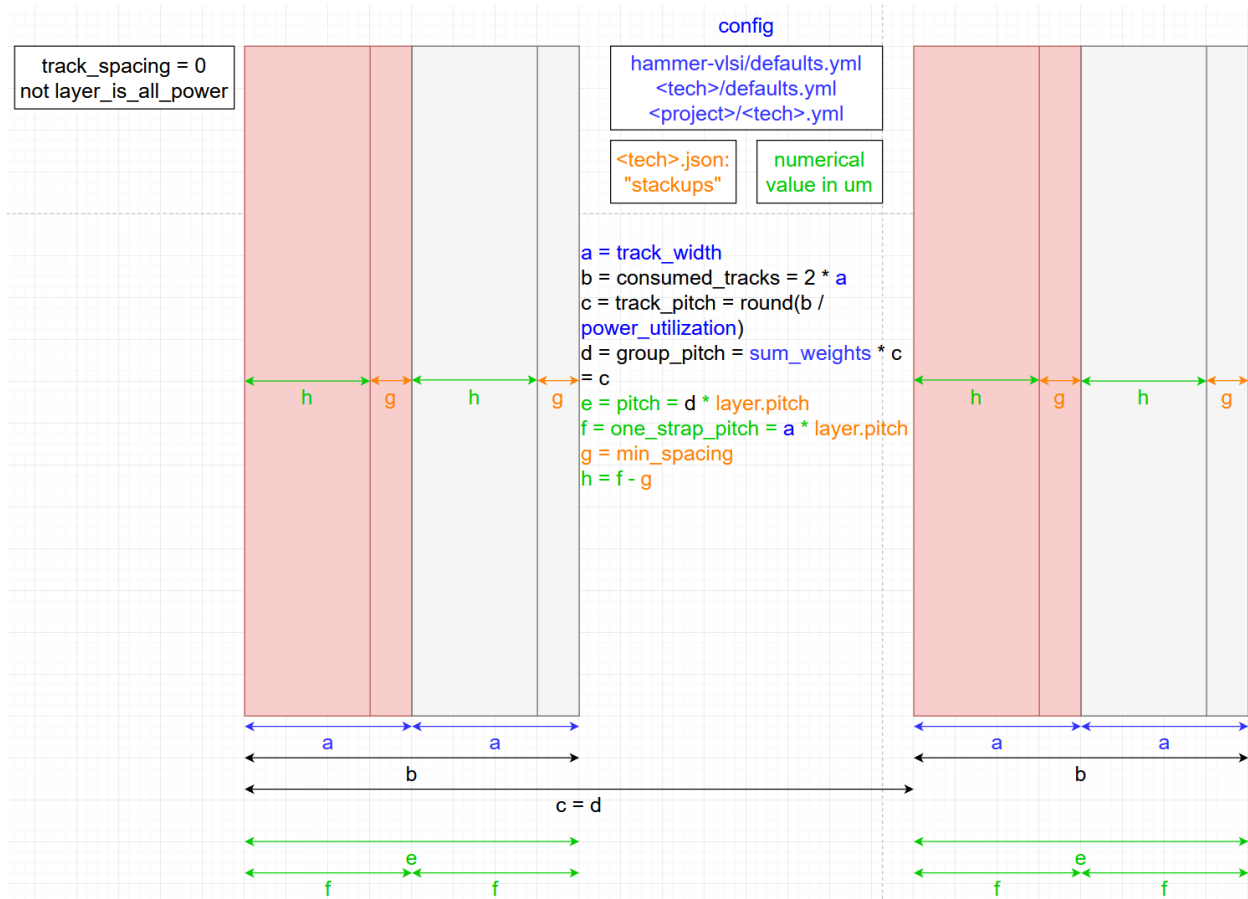 config
track_spacing = 0
not layer_is_all_power
hammer-vlsi/defaults.yml
<tech>/defaults.yml
<project>/<tech>.yml
<tech>.json:
"stackups"
numerical
value in um
a = track_width
b = consumed_tracks = 2 * a
c = track_pitch = round(b /
power_utilization)
d = group_pitch = sum_weights * c
= c
e = pitch = d * layer.pitch
f = one_strap_pitch = a * layer.pitch
g = min_spacing
h = f - g
h g h g h g h g
a a a a
b b
c = d
e e
f f f f